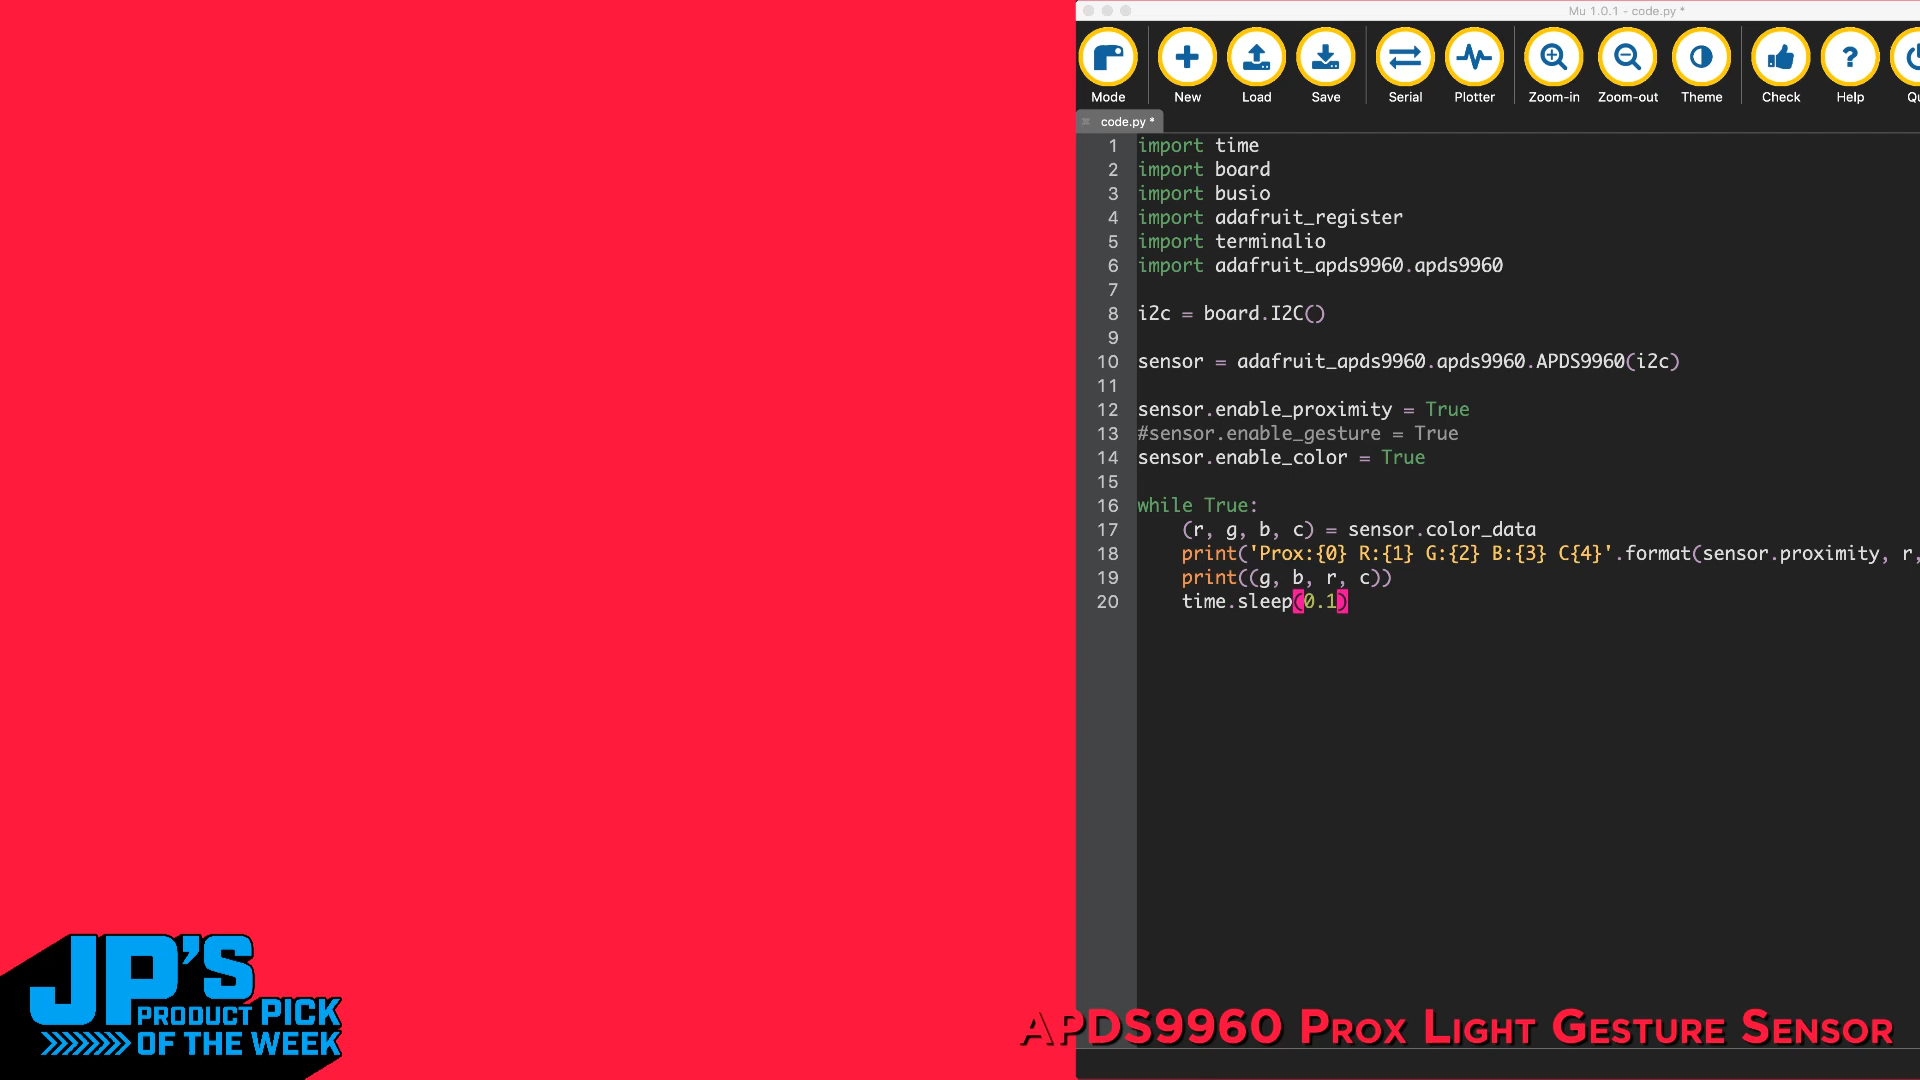 Mu 1.0.1 - code.py *
Mode New Load Save Serial Plotter Zoom-in Zoom-out Theme Check Help Qu
code.py *
1 import time
2 import board
3 import busio
4 import adafruit_register
5 import terminalio
6 import adafruit_apds9960.apds9960
7
8 i2c = board.I2C()
9
10 sensor = adafruit_apds9960.apds9960.APDS9960(i2c)
11
12 sensor.enable_proximity = True
13 #sensor.enable_gesture = True
14 sensor.enable_color = True
15
16 while True:
17     (r, g, b, c) = sensor.color_data
18     print('Prox:{0} R:{1} G:{2} B:{3} C{4}'.format(sensor.proximity, r,
19     print((g, b, r, c))
20     time.sleep(0.1)
JP'S
PRODUCT PICK
OF THE WEEK
APDS9960 Prox Light Gesture Sensor